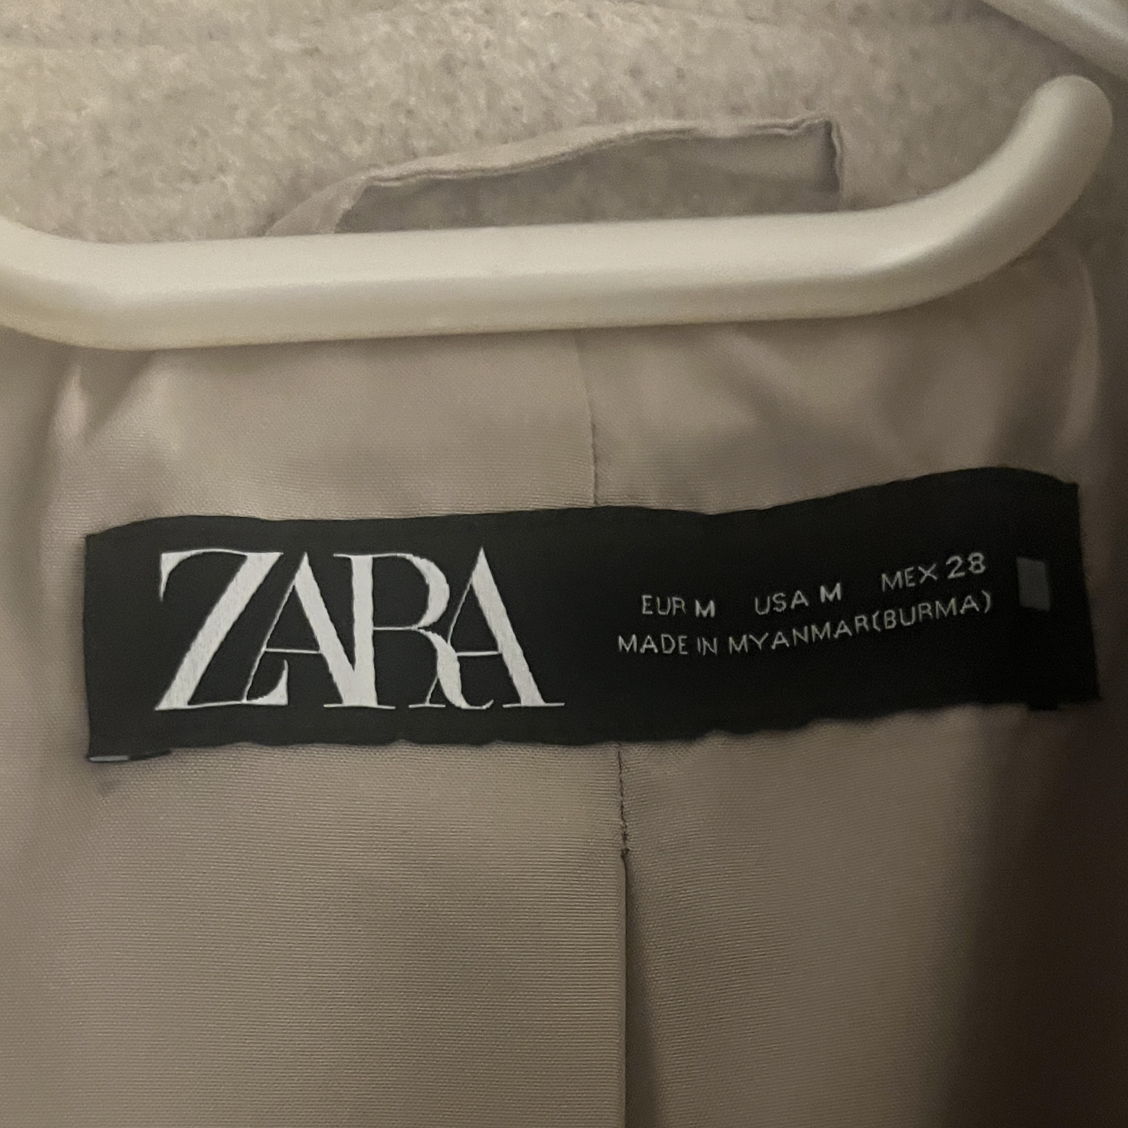 ZARA
EUR M USA M MEX 28
MADE IN MYANMAR(BURMA)